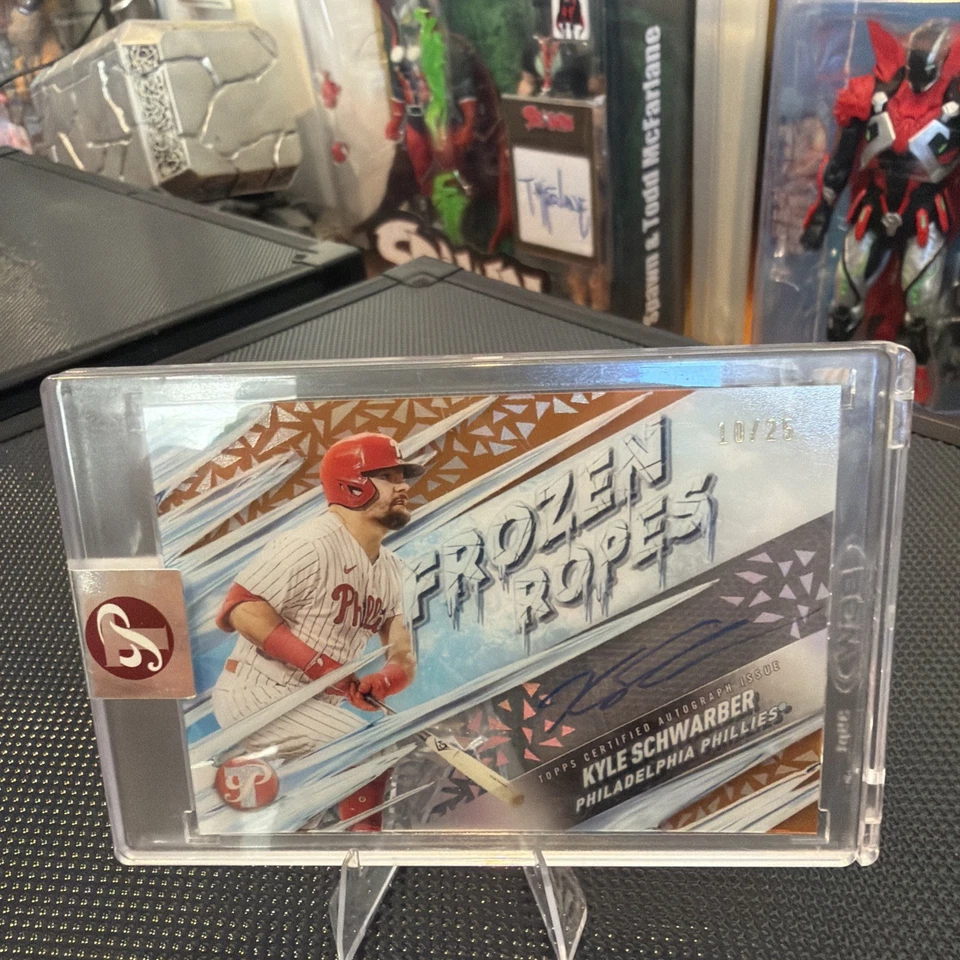 Spawn & Todd McFarlane
10/25
FROZEN
ROPES
Phillies
TOPPS CERTIFIED AUTOGRAPH ISSUE
KYLE SCHWARBER
PHILADELPHIA PHILLIES